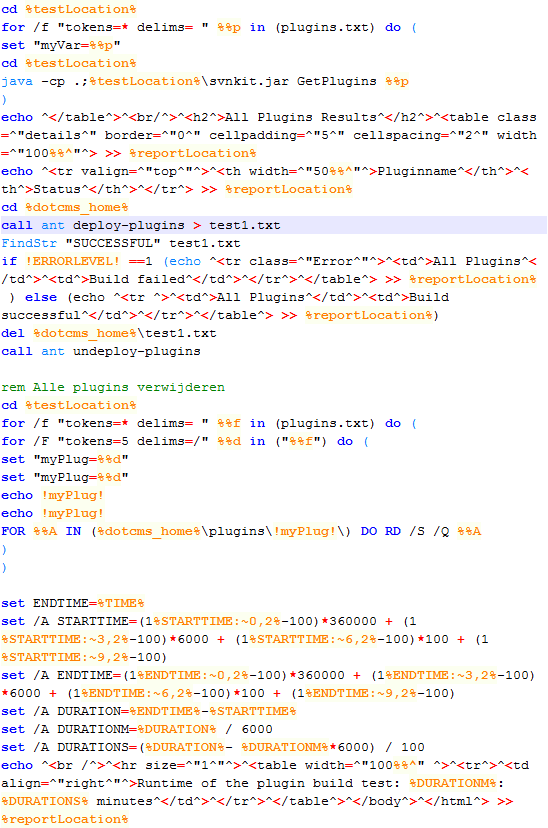 cd %testLocation%
for /f "tokens=* delims= " %%p in (plugins.txt) do (
set "myVar=%%p"
cd %testLocation%
java -cp .;%testLocation%\svnkit.jar GetPlugins %%p
)
echo ^</table^>^<br/^>^<h2^>All Plugins Results^</h2^>^<table class
=^"details^" border=^"0^" cellpadding=^"5^" cellspacing=^"2^" width
=^"100%%^"^> >> %reportLocation%
echo ^<tr valign=^"top^"^>^<th width=^"50%%^"^>Pluginname^</th^>^<
th^>Status^</th^>^</tr^> >> %reportLocation%
cd %dotcms_home%
call ant deploy-plugins > test1.txt
FindStr "SUCCESSFUL" test1.txt
if !ERRORLEVEL! ==1 (echo ^<tr class=^"Error^"^>^<td^>All Plugins^<
/td^>^<td^>Build failed^</td^>^</tr^>^</table^> >> %reportLocation%
) else (echo ^<tr ^>^<td^>All Plugins^</td^>^<td^>Build
successful^</td^>^</tr^>^</table^> >> %reportLocation%)
del %dotcms_home%\test1.txt
call ant undeploy-plugins
rem Alle plugins verwijderen
cd %testLocation%
for /f "tokens=* delims= " %%f in (plugins.txt) do (
for /F "tokens=5 delims=/" %%d in ("%%f") do (
set "myPlug=%%d"
set "myPlug=%%d"
echo !myPlug!
echo !myPlug!
FOR %%A IN (%dotcms_home%\plugins\!myPlug!\) DO RD /S /Q %%A
)
)
set ENDTIME=%TIME%
set /A STARTTIME=(1%STARTTIME:~0,2%-100)*360000 + (1
%STARTTIME:~3,2%-100)*6000 + (1%STARTTIME:~6,2%-100)*100 + (1
%STARTTIME:~9,2%-100)
set /A ENDTIME=(1%ENDTIME:~0,2%-100)*360000 + (1%ENDTIME:~3,2%-100)
*6000 + (1%ENDTIME:~6,2%-100)*100 + (1%ENDTIME:~9,2%-100)
set /A DURATION=%ENDTIME%-%STARTTIME%
set /A DURATIONM=%DURATION% / 6000
set /A DURATIONS=(%DURATION%- %DURATIONM%*6000) / 100
echo ^<br /^>^<hr size=^"1^"^>^<table width=^"100%%^" ^>^<tr^>^<td
align=^"right^"^>Runtime of the plugin build test: %DURATIONM%:
%DURATIONS% minutes^</td^>^</tr^>^</table^>^</body^>^</html^> >>
%reportLocation%